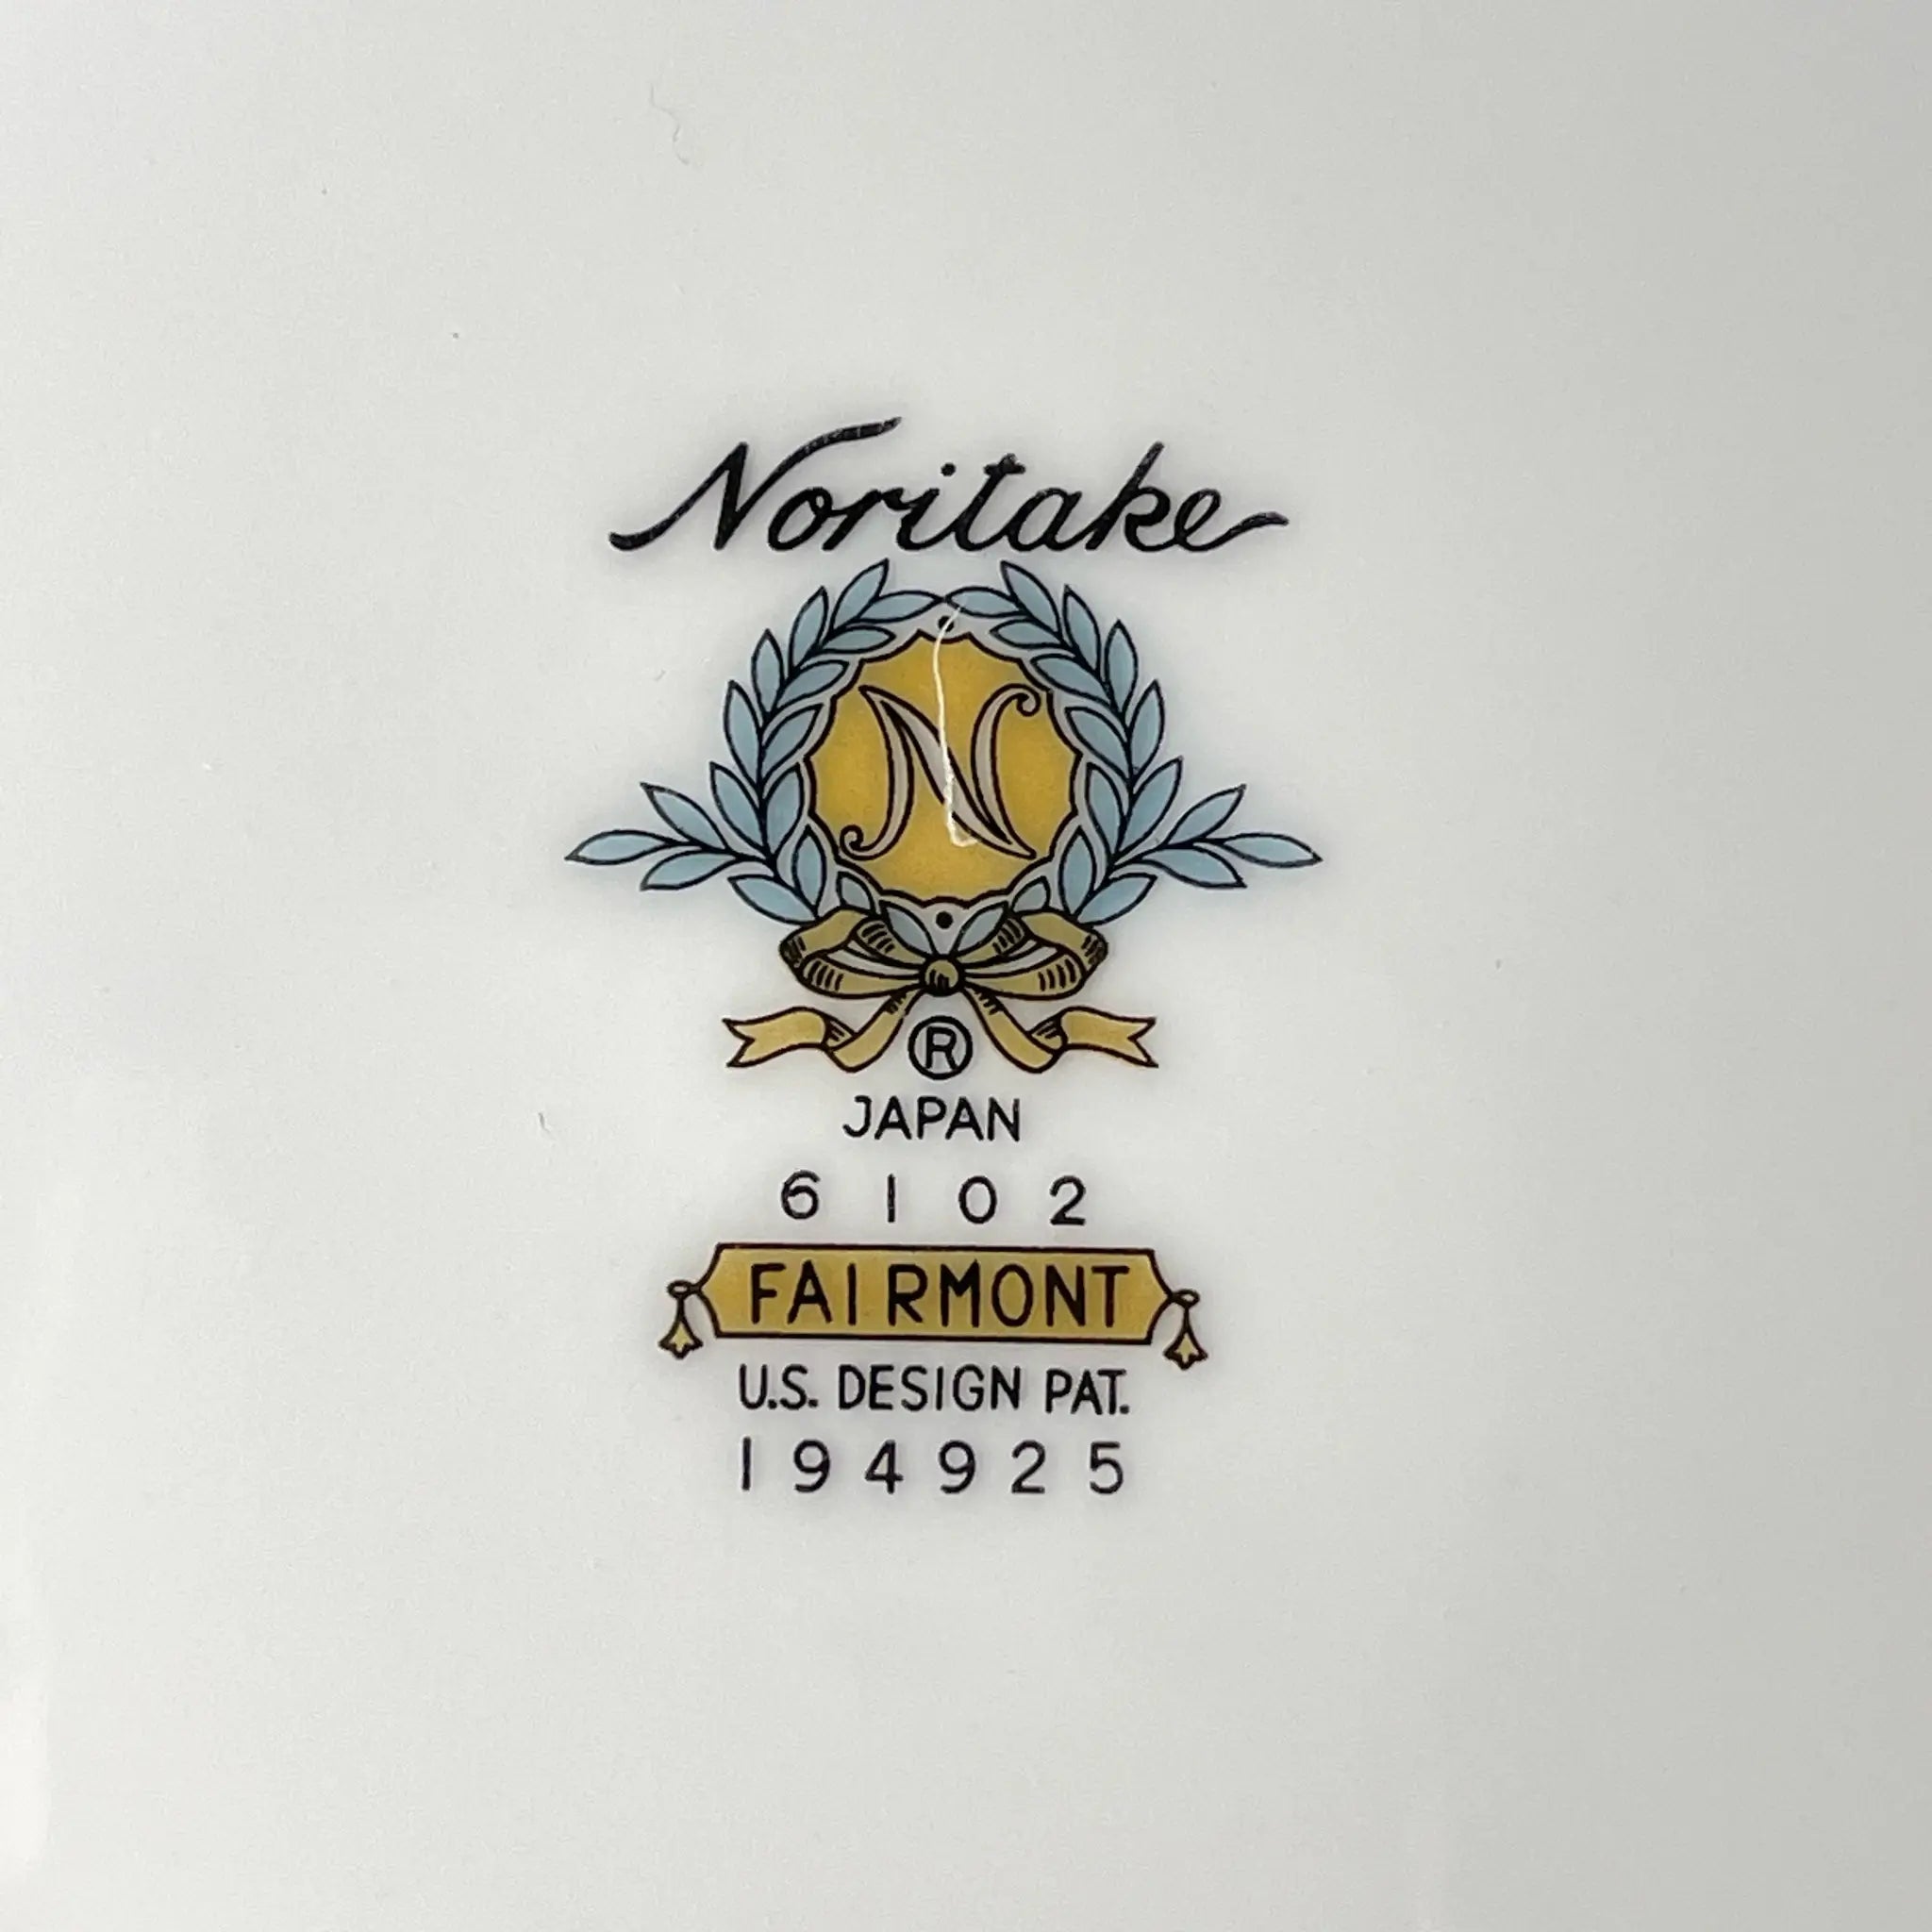 Noritake
N
®
JAPAN
6102
FAIRMONT
U.S. DESIGN PAT.
194925